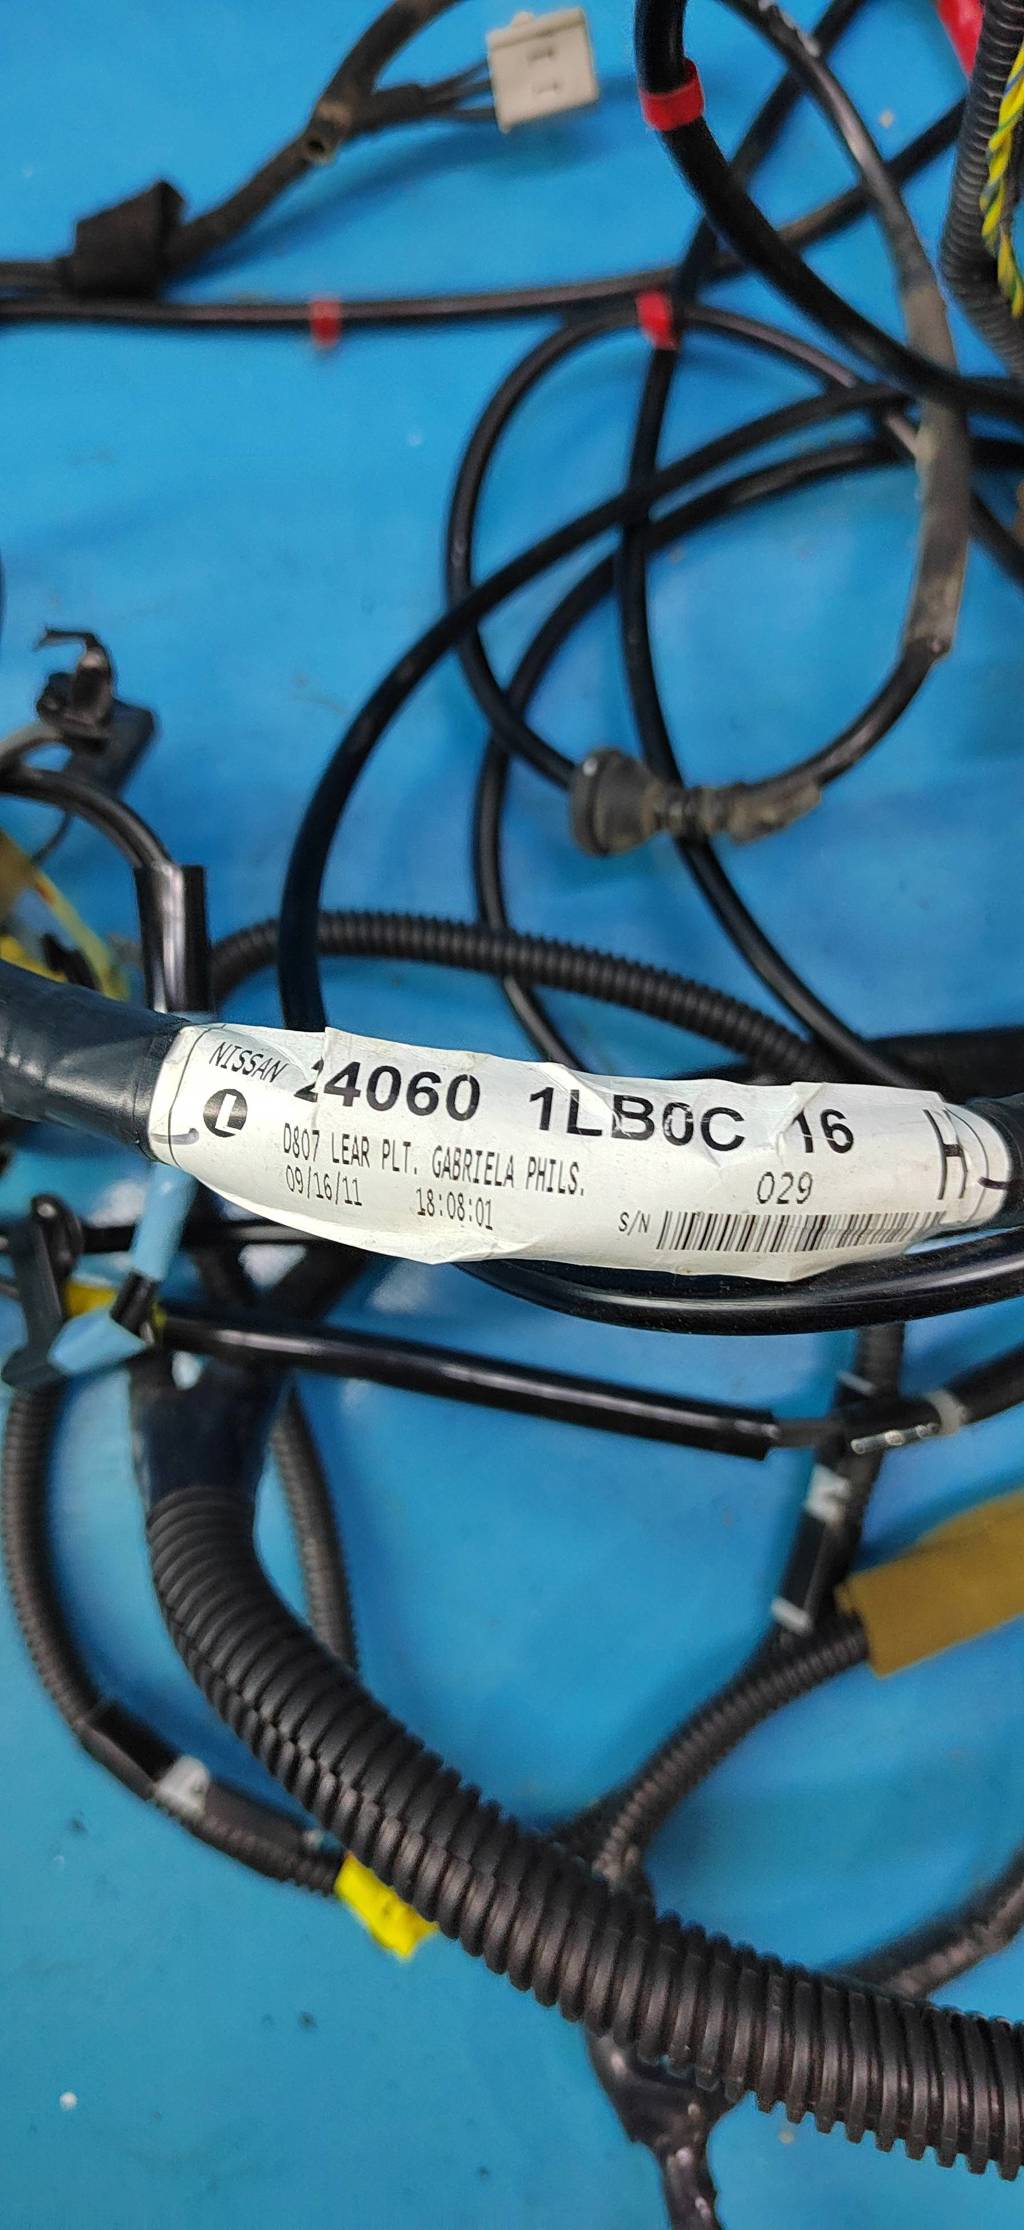 NISSAN 24060 1LB0C 16 H
L
D807 LEAR PLT. GABRIELA PHILS. 029
09/16/11 18:08:01 S/N